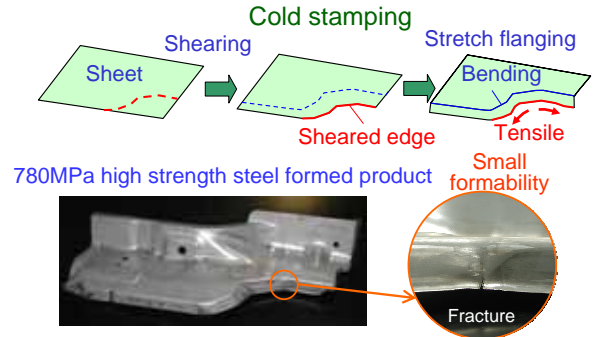 Cold stamping
Shearing
Stretch flanging
Sheet
Bending
Sheared edge
Tensile
780MPa high strength steel formed product
Small
formability
Fracture